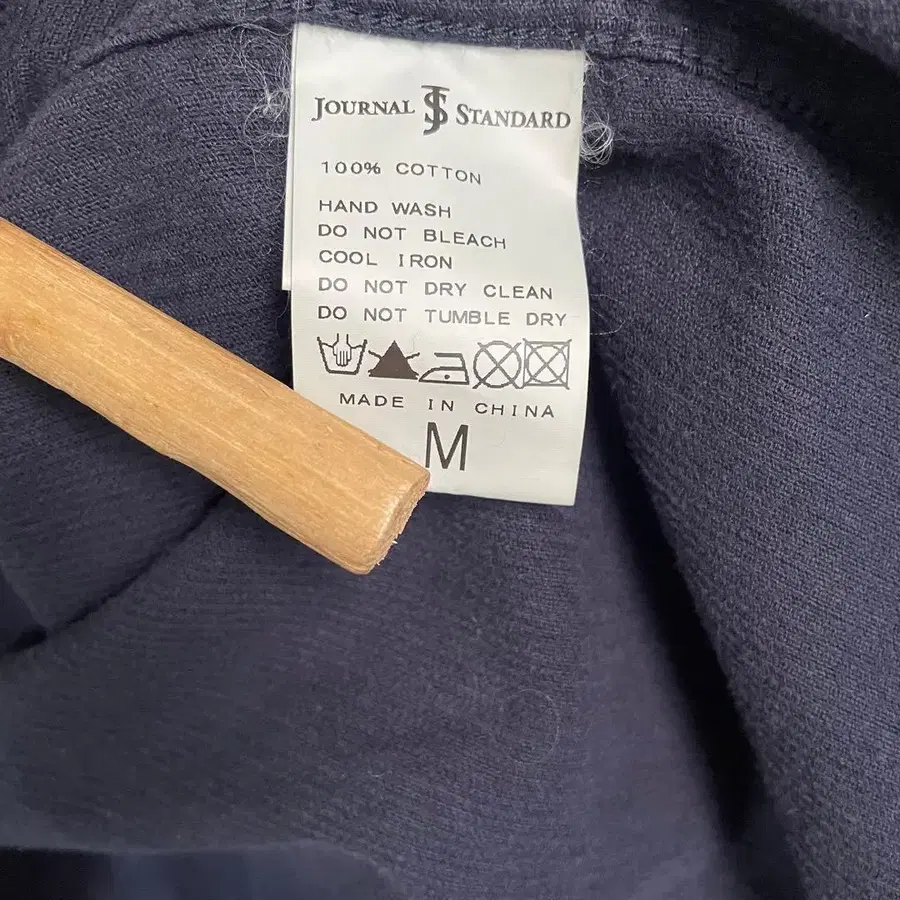 JOURNAL JS STANDARD
100% COTTON
HAND WASH
DO NOT BLEACH
COOL IRON
DO NOT DRY CLEAN
DO NOT TUMBLE DRY
MADE IN CHINA
M